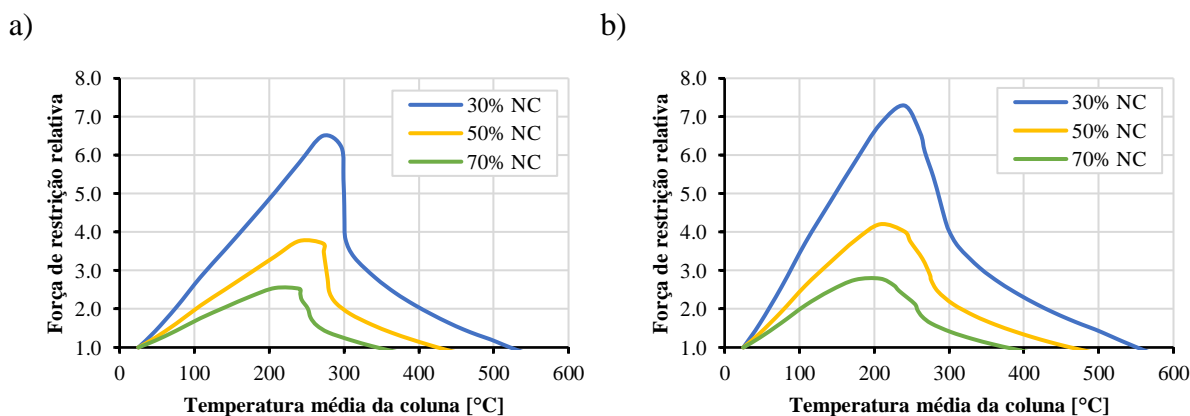 a)
8.0
7.0
6.0
5.0
4.0
3.0
2.0
1.0
Força de restrição relativa
30% NC
50% NC
70% NC
0 100 200 300 400 500 600
Temperatura média da coluna [°C]
b)
8.0
7.0
6.0
5.0
4.0
3.0
2.0
1.0
Força de restrição relativa
30% NC
50% NC
70% NC
0 100 200 300 400 500 600
Temperatura média da coluna [°C]